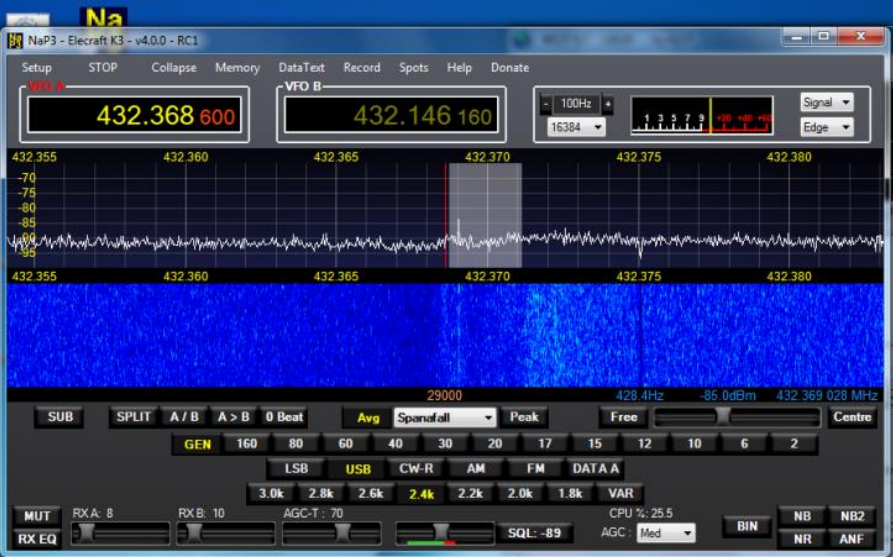 Na
NaP3 - Elecraft K3 - v4.0.0 - RC1
Setup STOP Collapse Memory DataText Record Spots Help Donate
VFO A VFO B
432.368 600 432.146 160
- 100Hz +
16384
1 3 5 7 9 +20 +40 +60
Signal
Edge
432.355 432.360 432.365 432.370 432.375 432.380
-70
-75
-80
-85
-90
-95
432.355 432.360 432.365 432.370 432.375 432.380
29000 428.4Hz -85.0dBm 432.369 028 MHz
SUB SPLIT A / B A > B 0 Beat Avg Spanafall Peak Free Centre
GEN 160 80 60 40 30 20 17 15 12 10 6 2
LSB USB CW-R AM FM DATA A
3.0k 2.8k 2.6k 2.4k 2.2k 2.0k 1.8k VAR
MUT RX A: 8 RX B: 10 AGC-T : 70 SQL: -89 CPU %: 25.5 BIN NB NB2
RX EQ AGC : Med NR ANF